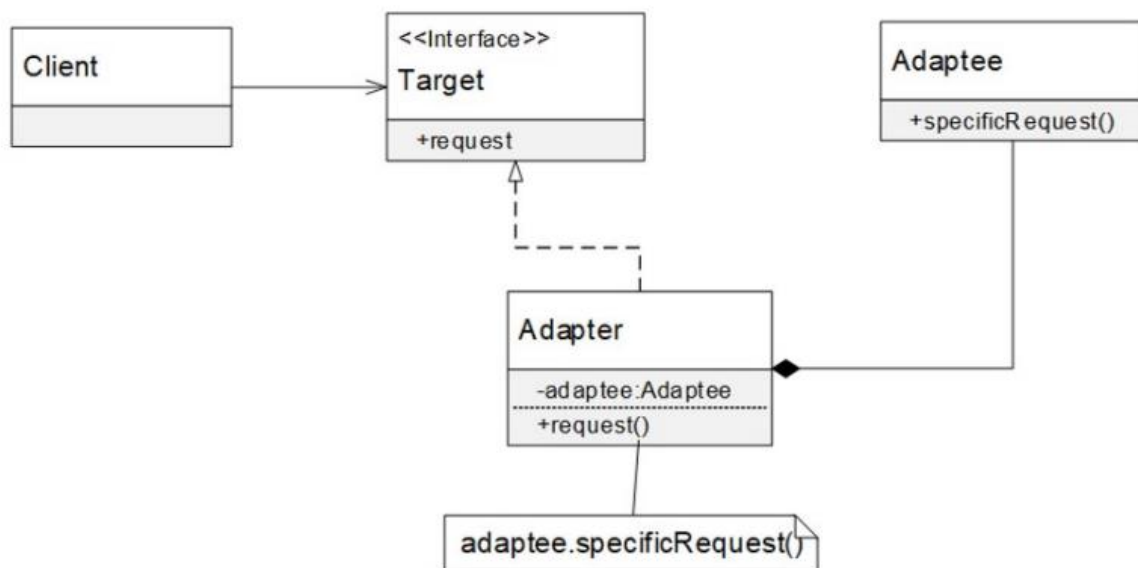 Client
<<Interface>>
Target
+request
Adaptee
+specificRequest()
Adapter
-adaptee:Adaptee
+request()
adaptee.specificRequest()